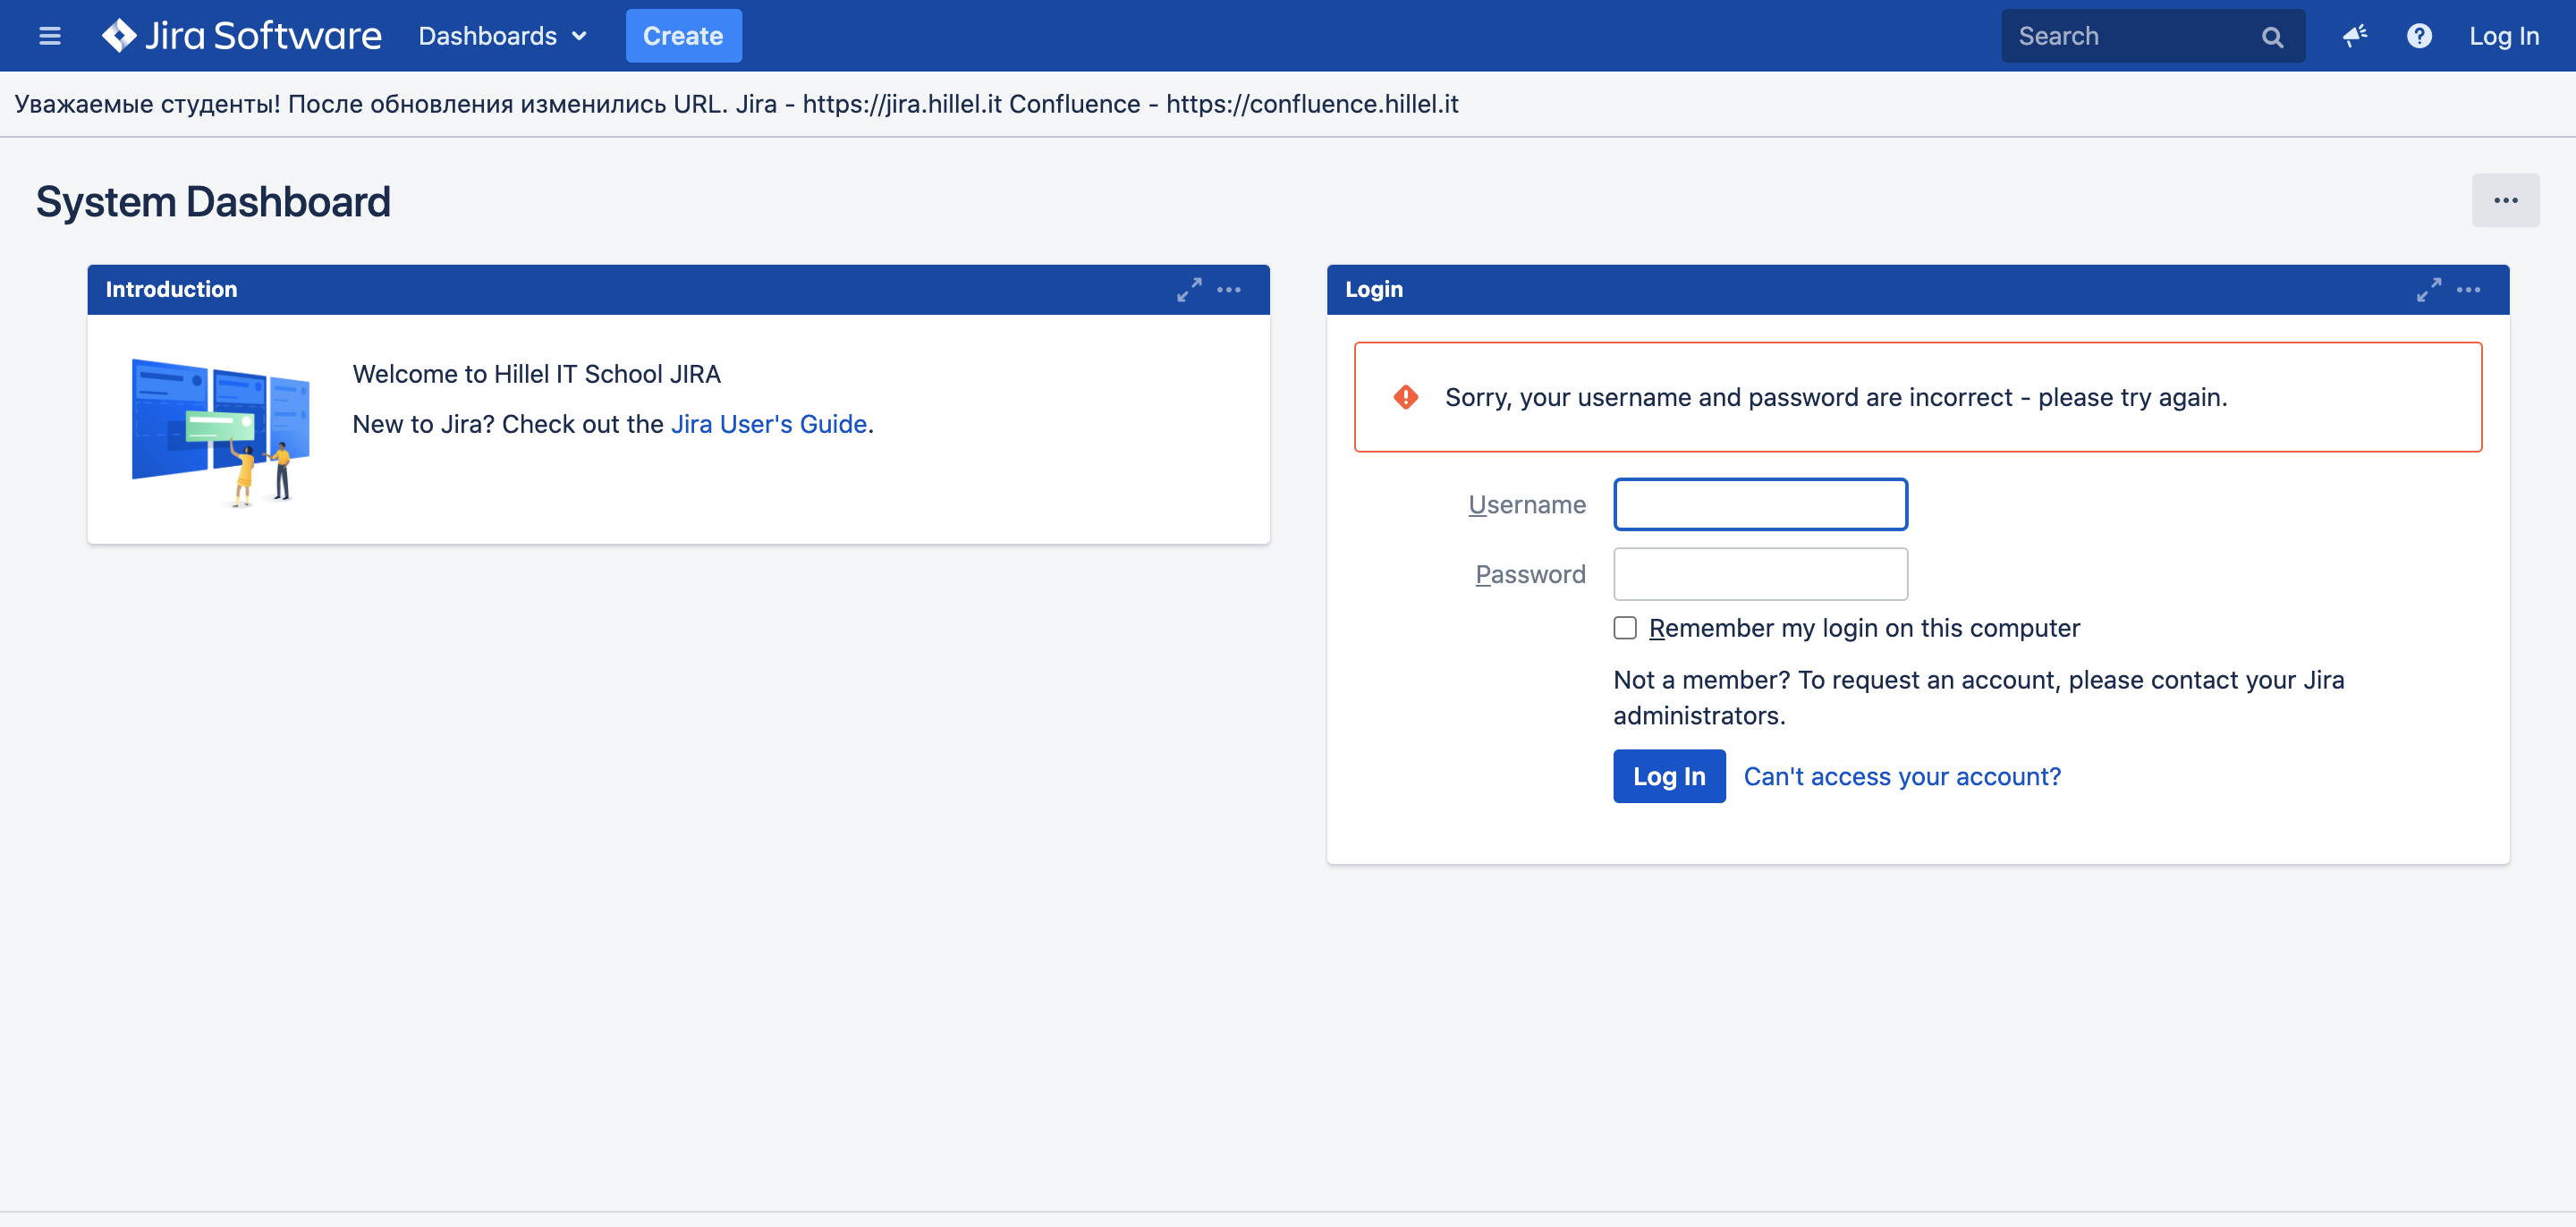 Jira Software
Dashboards
Create
Search
Log In
Уважаемые студенты! После обновления изменились URL. Jira - https://jira.hillel.it Confluence - https://confluence.hillel.it
System Dashboard
Introduction
Welcome to Hillel IT School JIRA
New to Jira? Check out the Jira User's Guide.
Login
Sorry, your username and password are incorrect - please try again.
Username
Password
Remember my login on this computer
Not a member? To request an account, please contact your Jira
administrators.
Log In
Can't access your account?